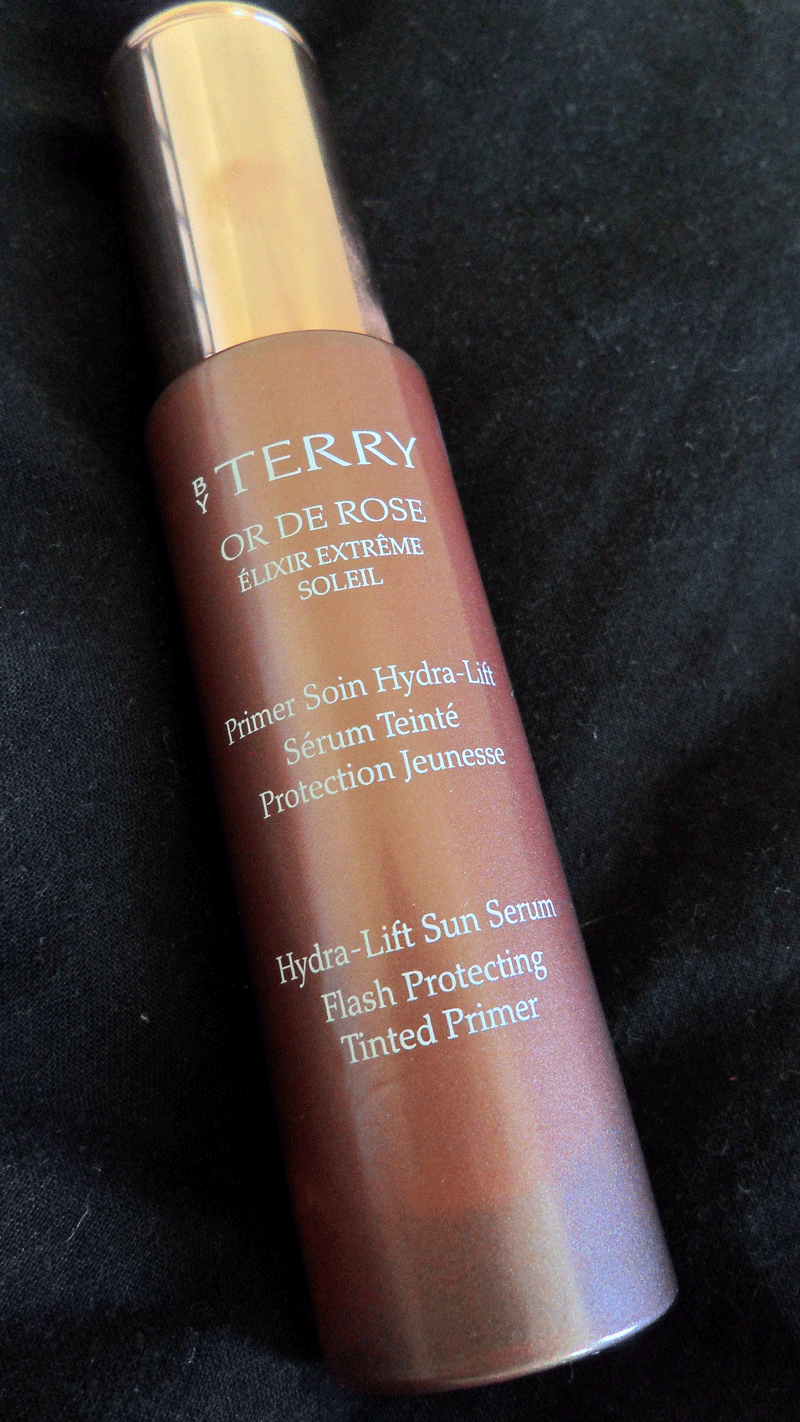 BY TERRY
OR DE ROSE
ÉLIXIR EXTRÊME
SOLEIL
Primer Soin Hydra-Lift
Sérum Teinté
Protection Jeunesse
Hydra-Lift Sun Serum
Flash Protecting
Tinted Primer